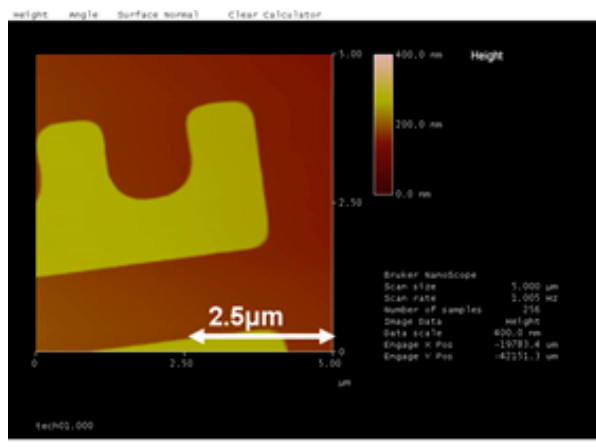 Height Angle Surface Normal Clear Calculator
5.00
400.0 nm
Height
200.0 nm
0.0 nm
2.50
Bruker NanoScope
Scan size 5.000 µm
Scan rate 1.005 Hz
Number of samples 256
Image Data Height
Data scale 400.0 nm
Engage X Pos -19783.4 um
Engage Y Pos -42151.3 um
2.5µm
0
0 2.50 5.00
µm
tech01.000